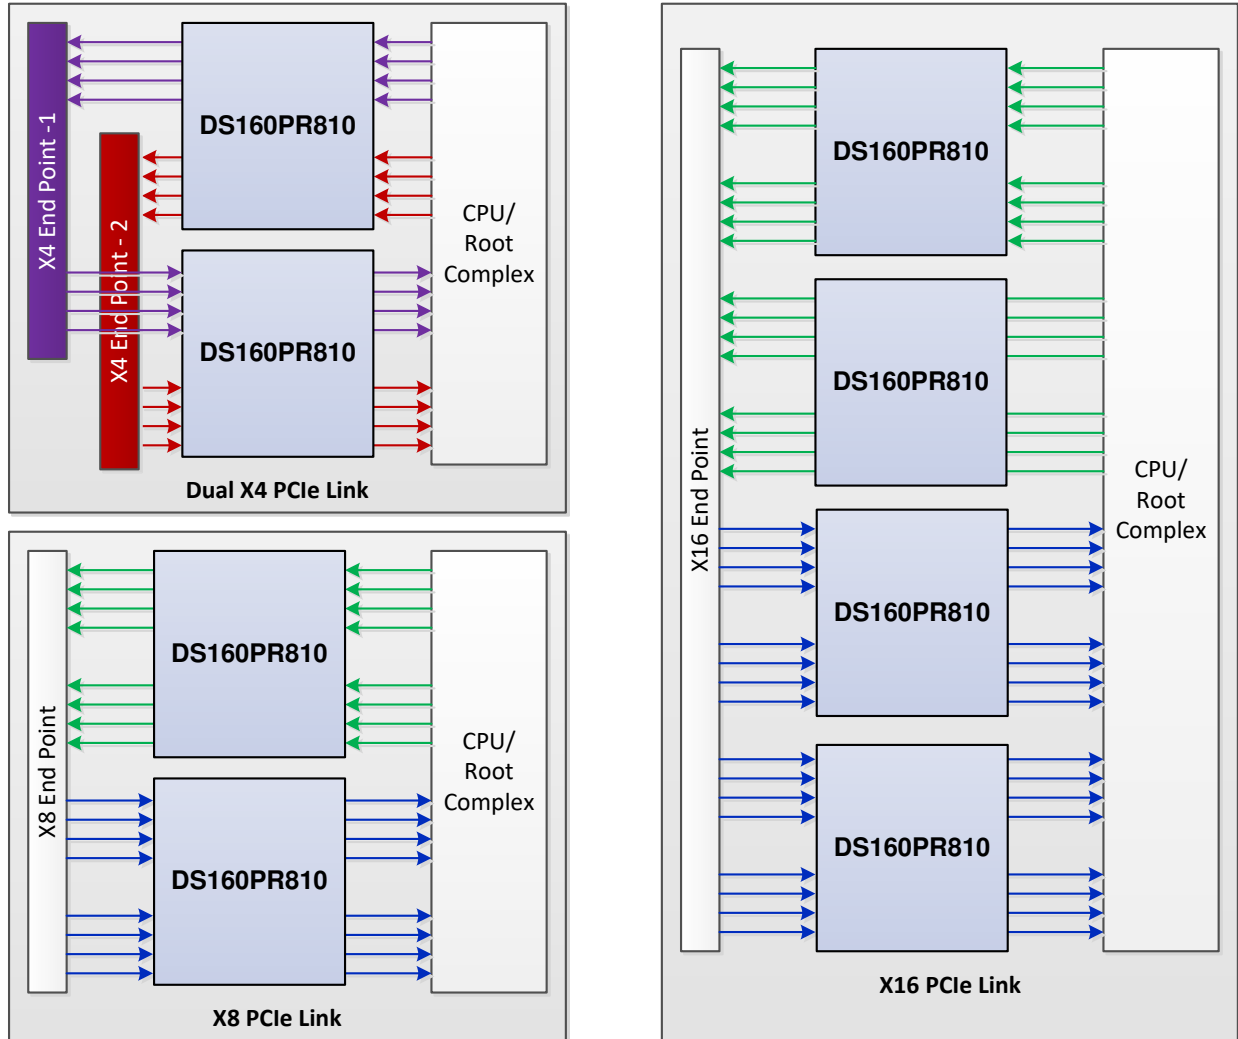 X4 End Point -1
X4 End Point - 2
DS160PR810
DS160PR810
CPU/
Root
Complex
Dual X4 PCIe Link
X8 End Point
DS160PR810
DS160PR810
CPU/
Root
Complex
X8 PCIe Link
X16 End Point
DS160PR810
DS160PR810
DS160PR810
DS160PR810
CPU/
Root
Complex
X16 PCIe Link